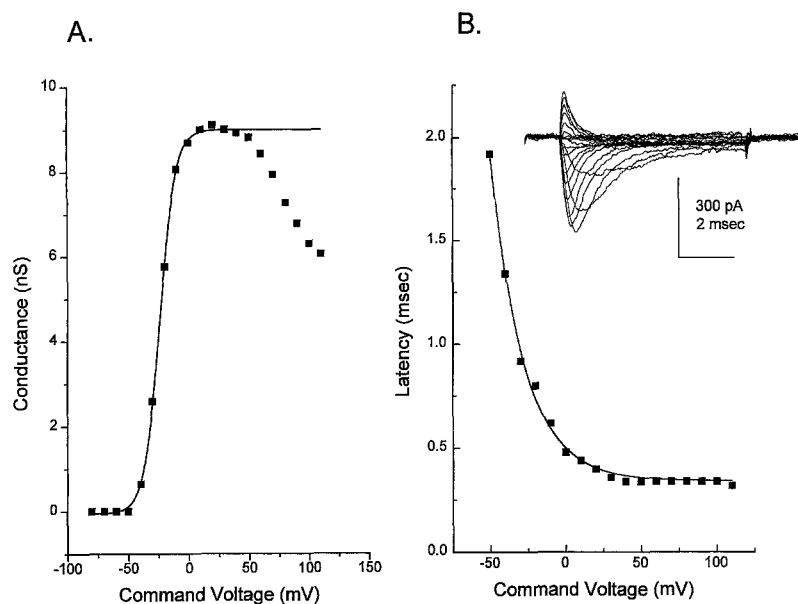 A.
10
8
6
4
2
0
Conductance (nS)
-100
-50
0
50
100
150
Command Voltage (mV)
B.
2.0
1.5
1.0
0.5
0.0
Latency (msec)
300 pA
2 msec
-50
0
50
100
Command Voltage (mV)